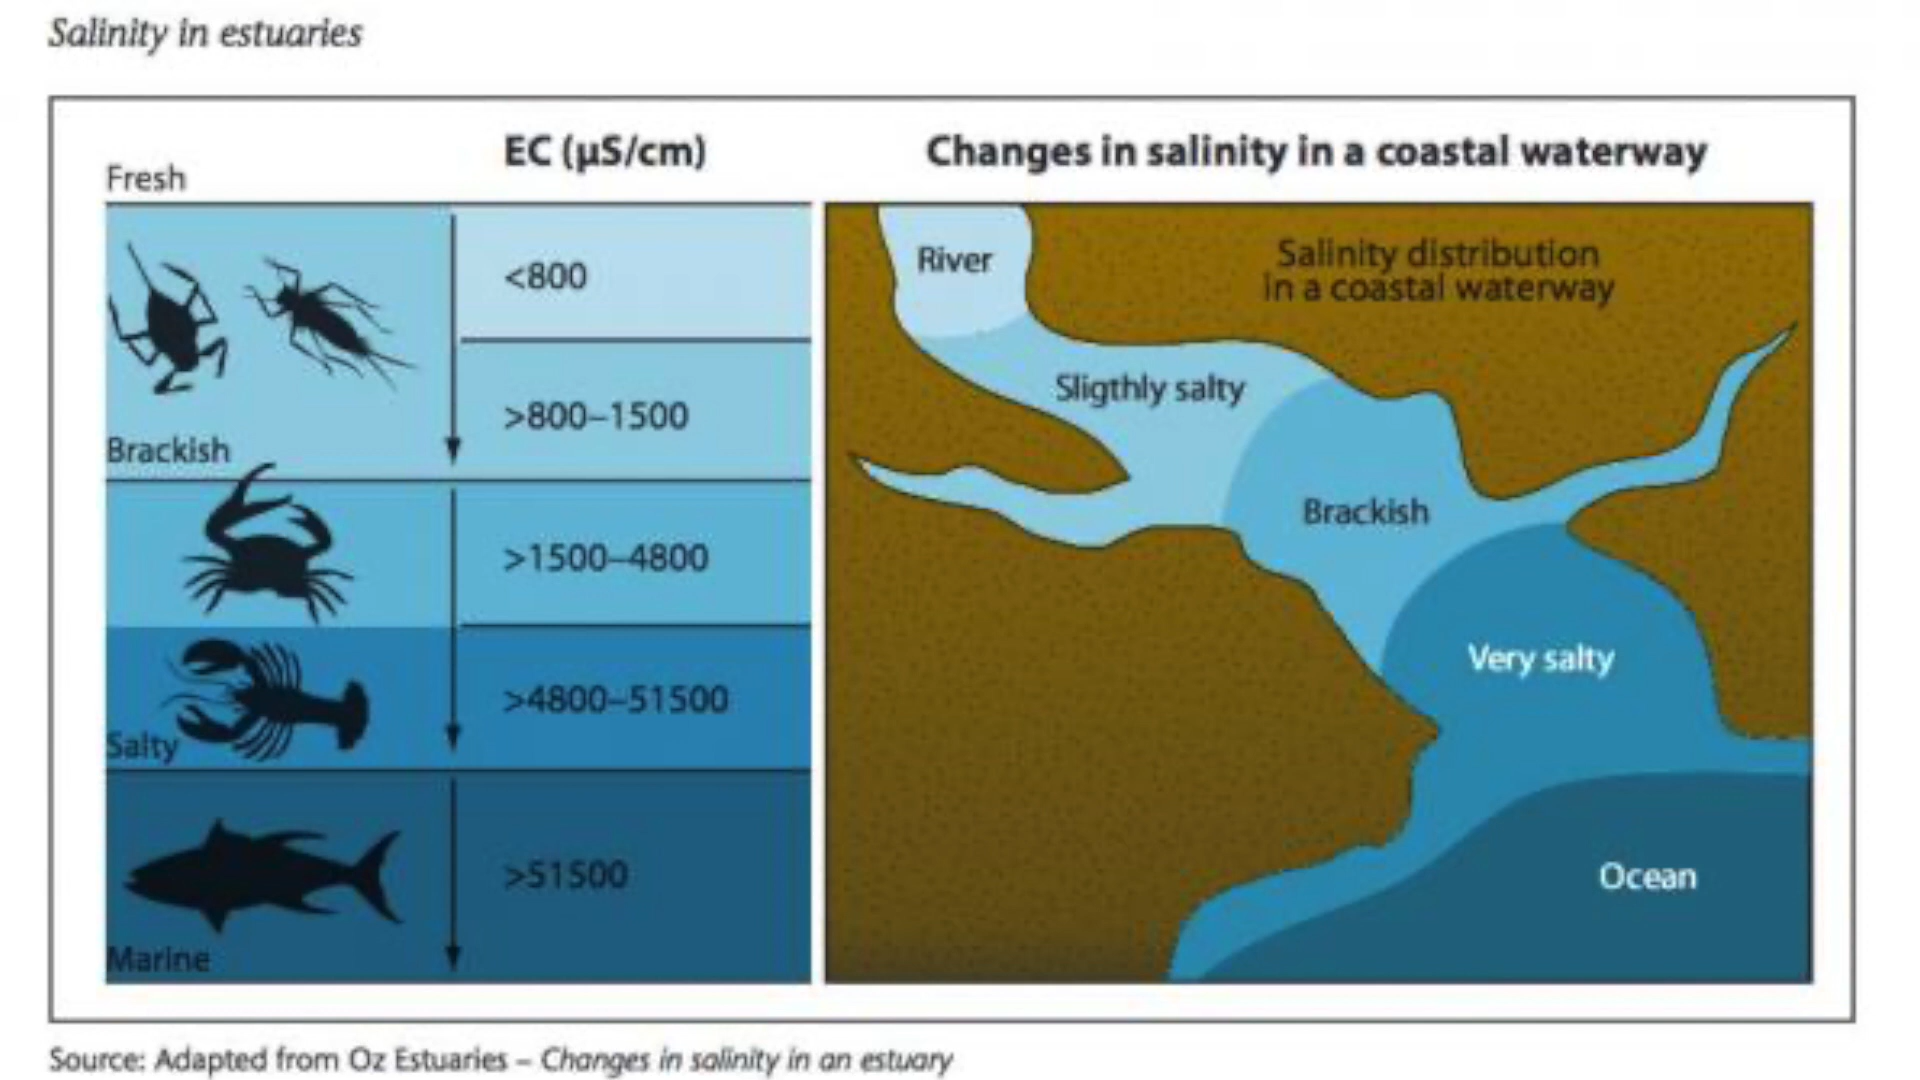 Salinity in estuaries
EC (µS/cm)
Changes in salinity in a coastal waterway
Fresh
<800
>800–1500
Brackish
>1500–4800
>4800–51500
Salty
>51500
Marine
River
Salinity distribution
in a coastal waterway
Sligthly salty
Brackish
Very salty
Ocean
Source: Adapted from Oz Estuaries – Changes in salinity in an estuary